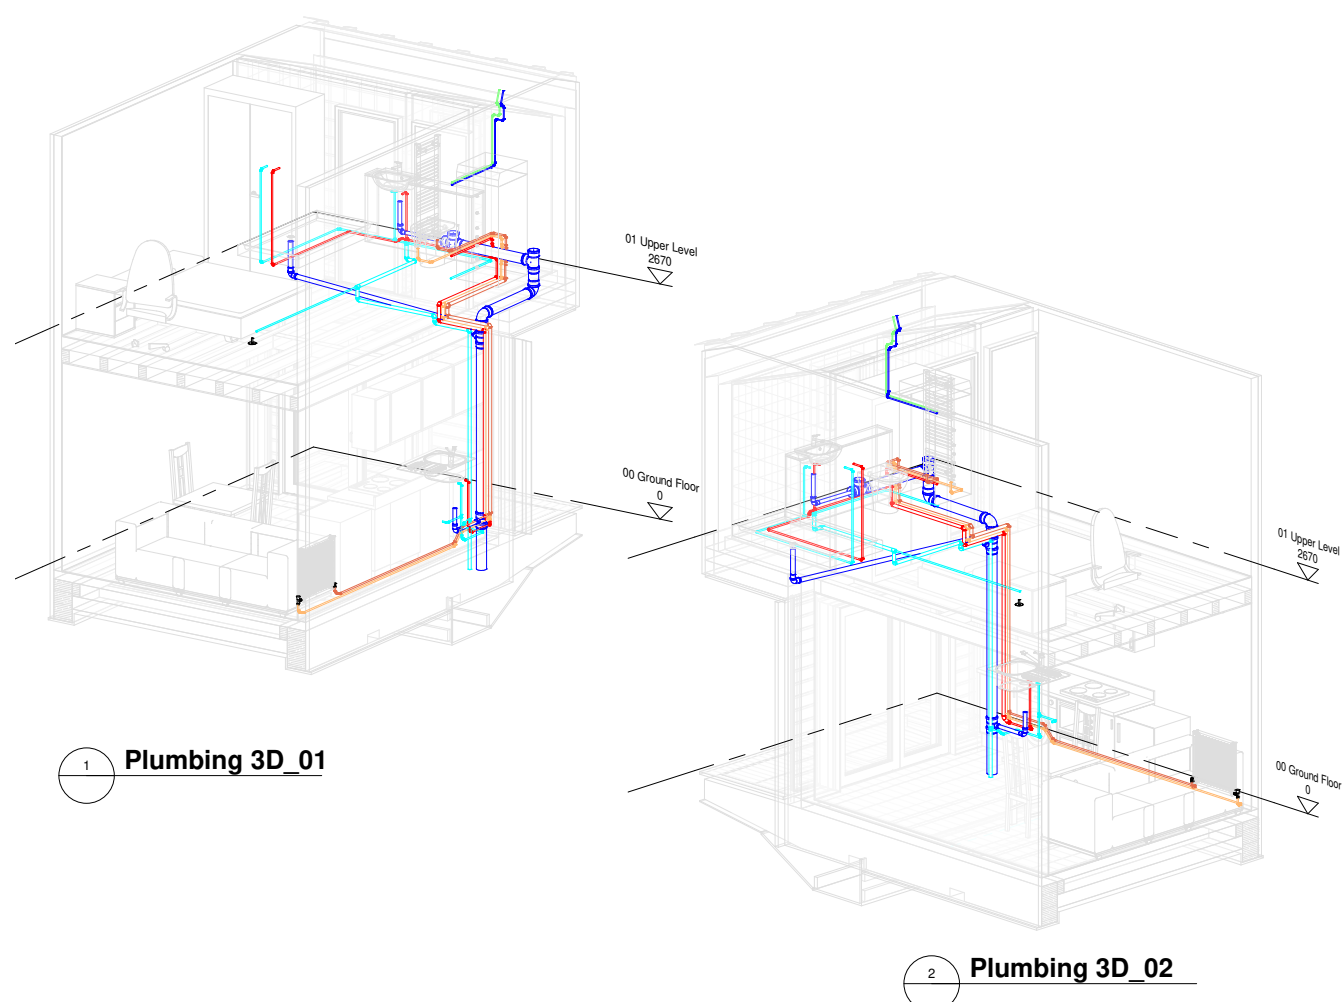 01 Upper Level
2670
00 Ground Floor
0
1
Plumbing 3D_01
01 Upper Level
2670
00 Ground Floor
0
2
Plumbing 3D_02